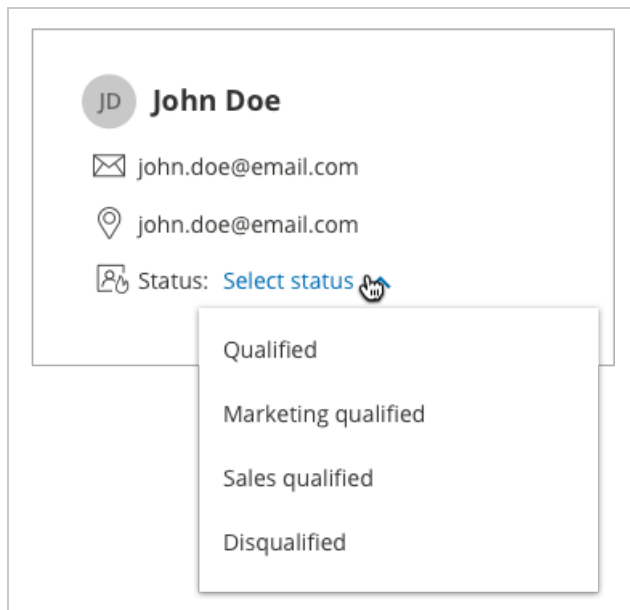 JD John Doe
john.doe@email.com
john.doe@email.com
Status: Select status
Qualified
Marketing qualified
Sales qualified
Disqualified